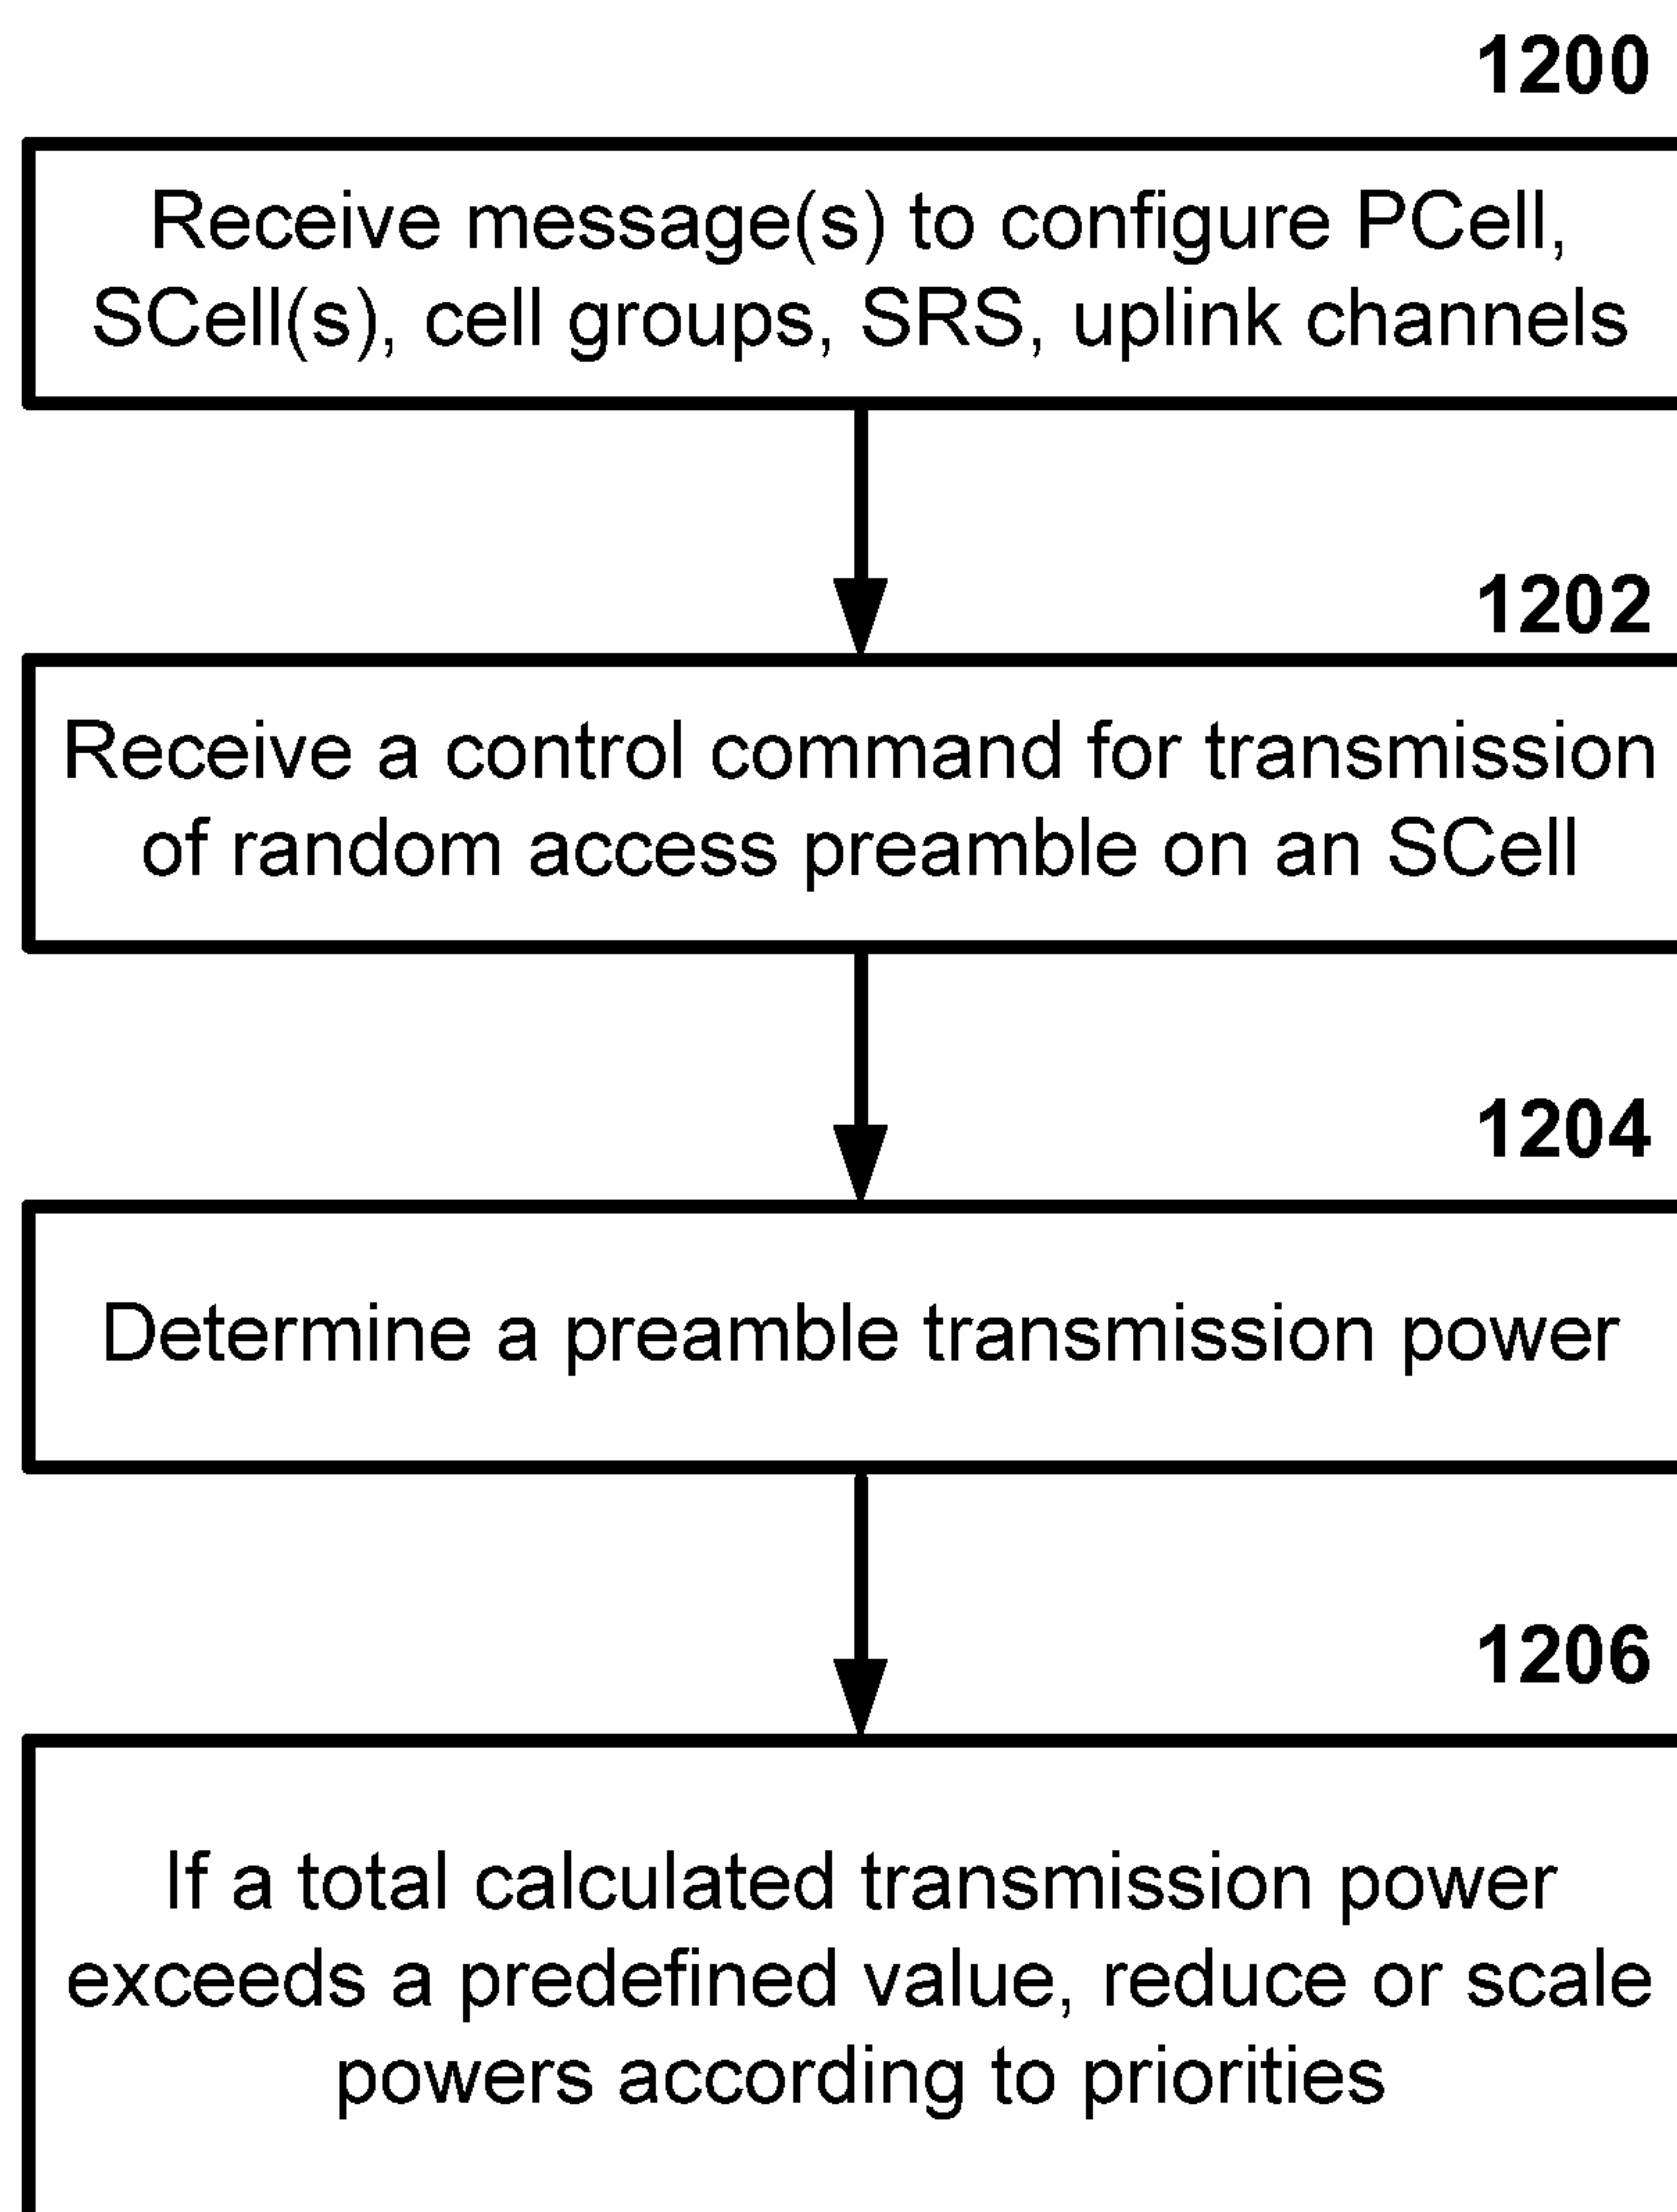 1200
Receive message(s) to configure PCell,
SCell(s), cell groups, SRS, uplink channels
1202
Receive a control command for transmission
of random access preamble on an SCell
1204
Determine a preamble transmission power
1206
If a total calculated transmission power
exceeds a predefined value, reduce or scale
powers according to priorities